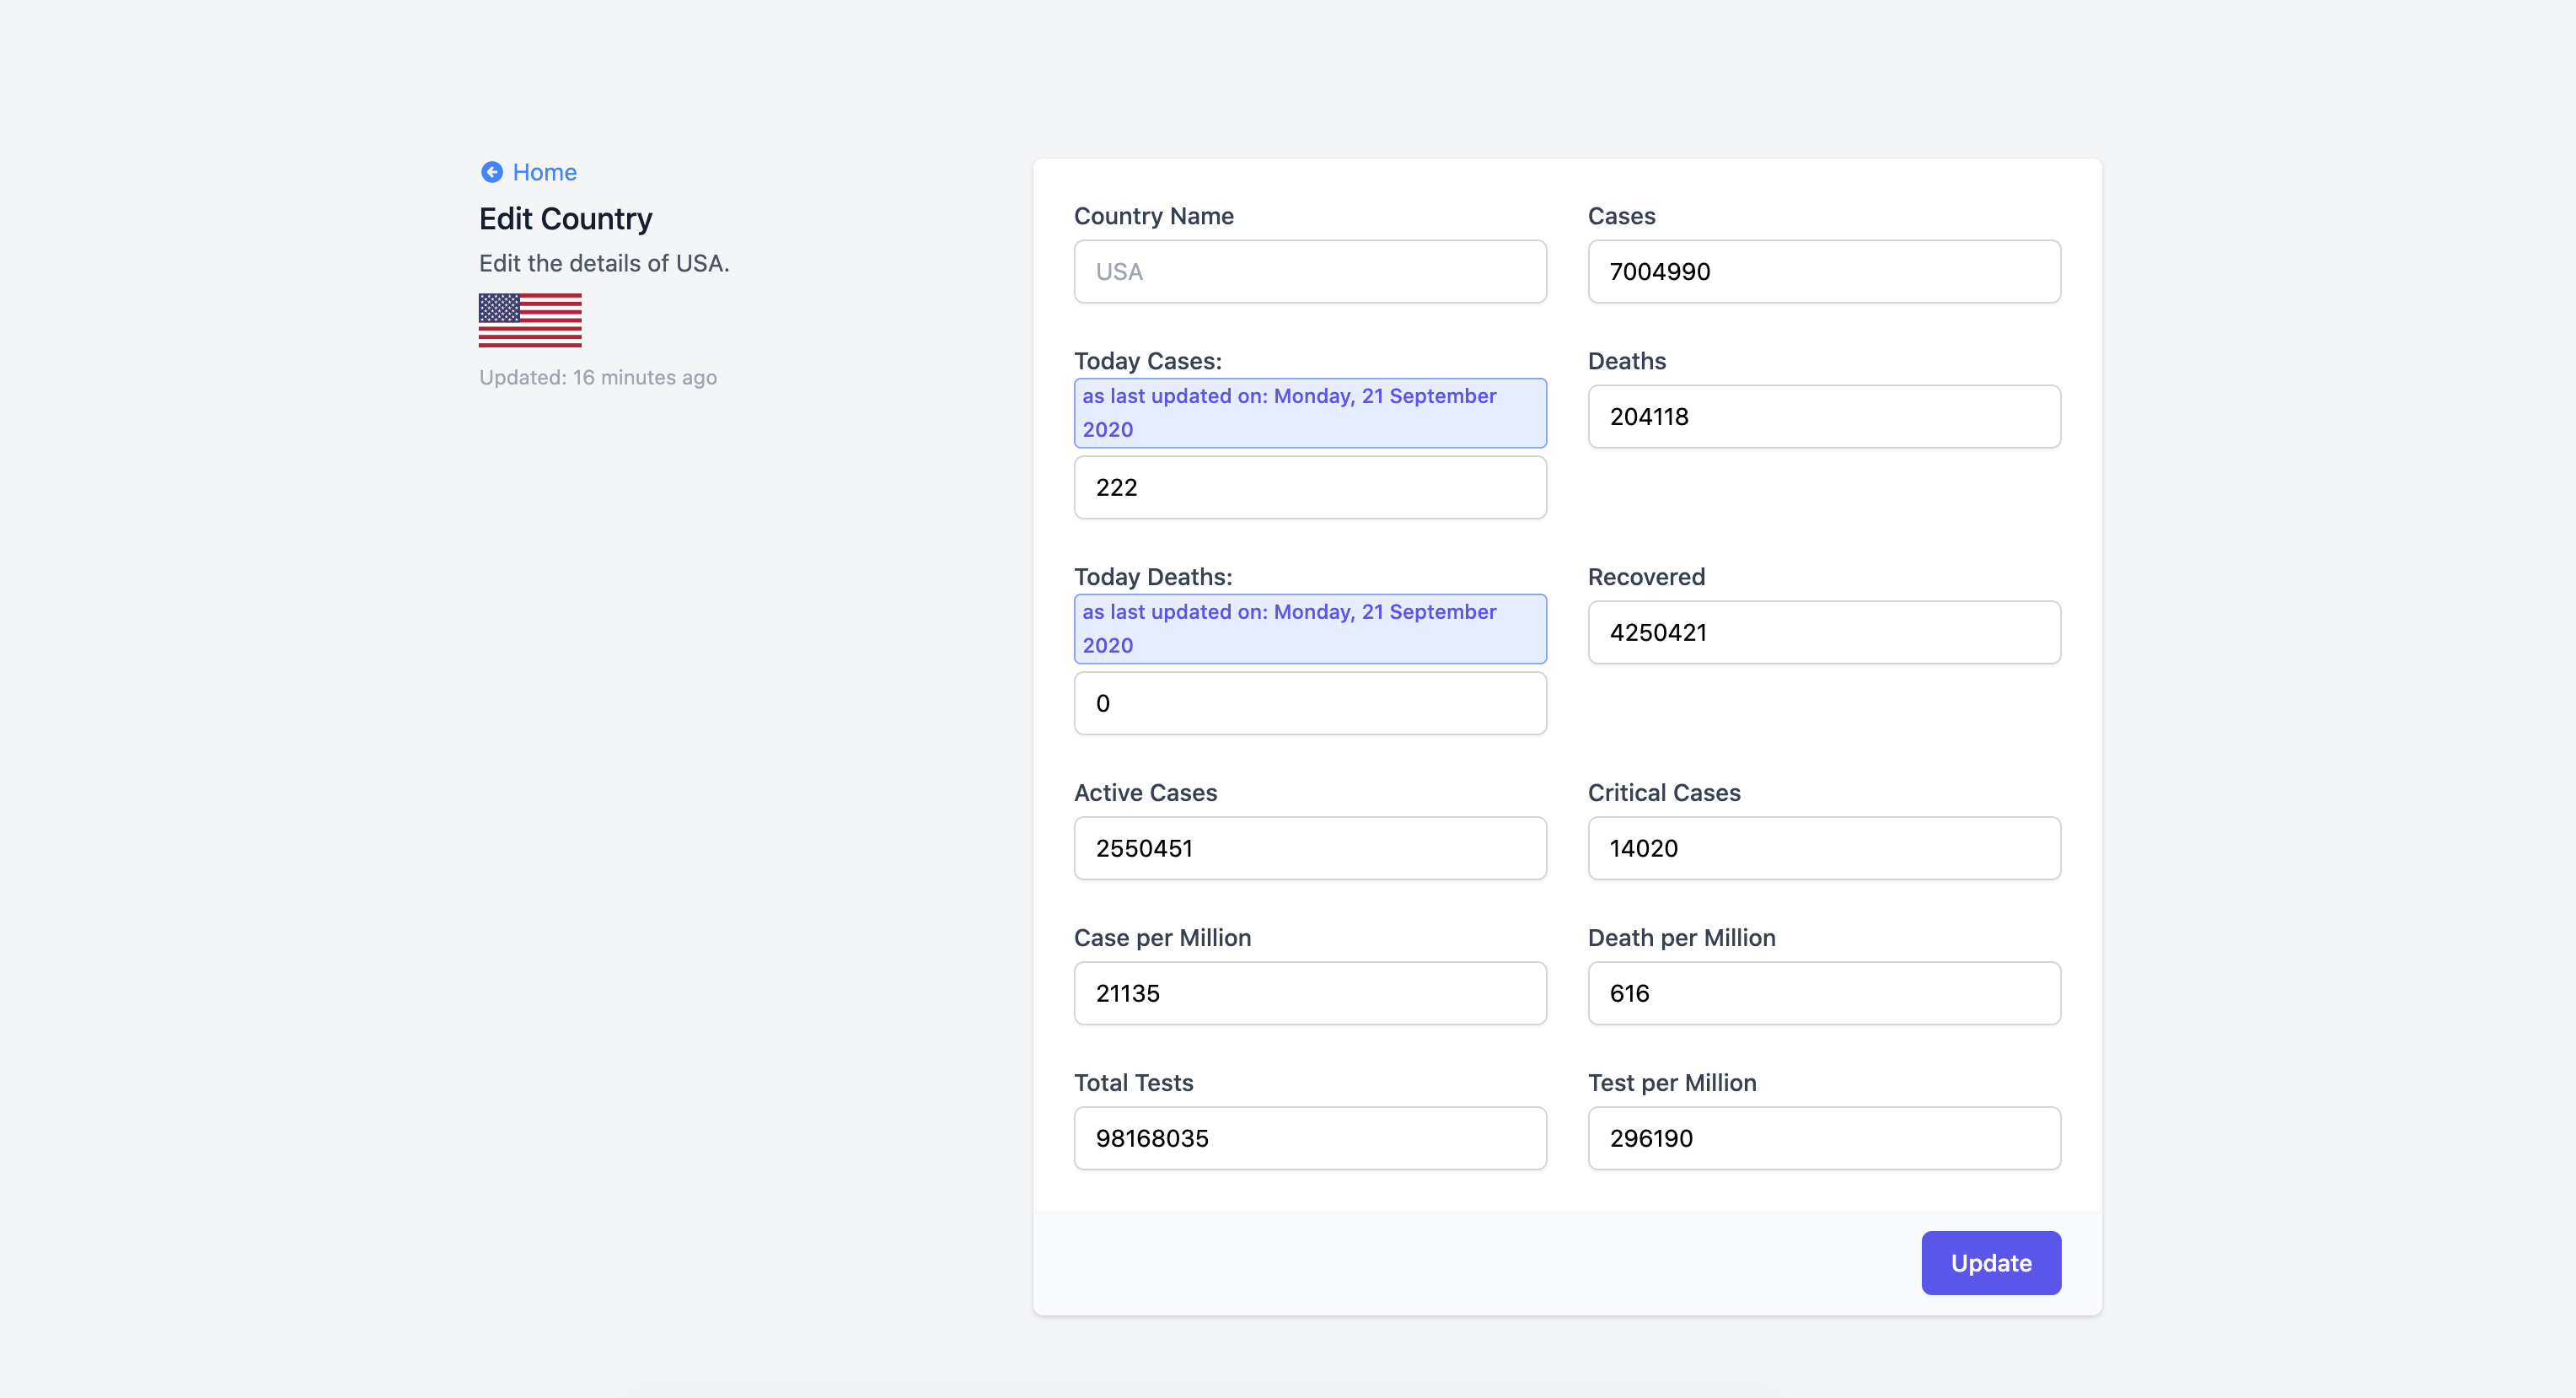 Home
Edit Country
Edit the details of USA.
Updated: 16 minutes ago
Country Name
USA
Cases
7004990
Today Cases:
as last updated on: Monday, 21 September
2020
222
Deaths
204118
Today Deaths:
as last updated on: Monday, 21 September
2020
0
Recovered
4250421
Active Cases
2550451
Critical Cases
14020
Case per Million
21135
Death per Million
616
Total Tests
98168035
Test per Million
296190
Update